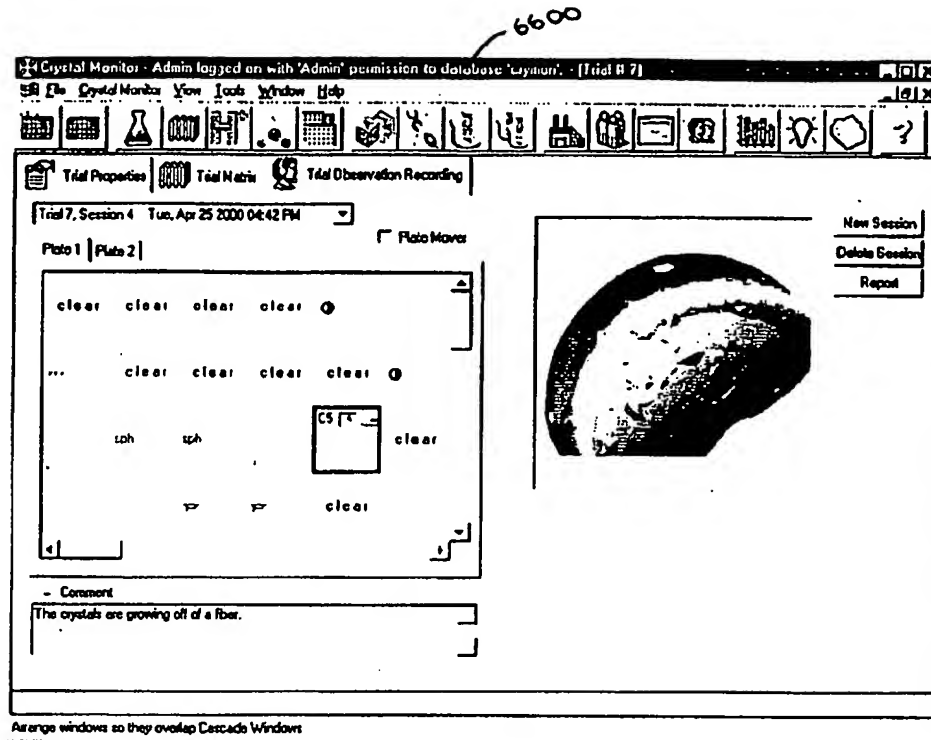 6600
Crystal Monitor - Admin logged on with 'Admin' permission to database 'crymon'. - [Trial # 7]
File Crystal Monitor View Tools Window Help
Trial Properties Trial Matrix Trial Observation Recording
Trial 7, Session 4 Tue, Apr 25 2000 04:42 PM
Plate Mover
New Session
Delete Session
Report
Plate 1 Plate 2
clear clear clear clear
... clear clear clear clear
C5
sph sph clear
clear
Comment
The crystals are growing off of a fiber.
Arrange windows so they overlap Cascade Windows